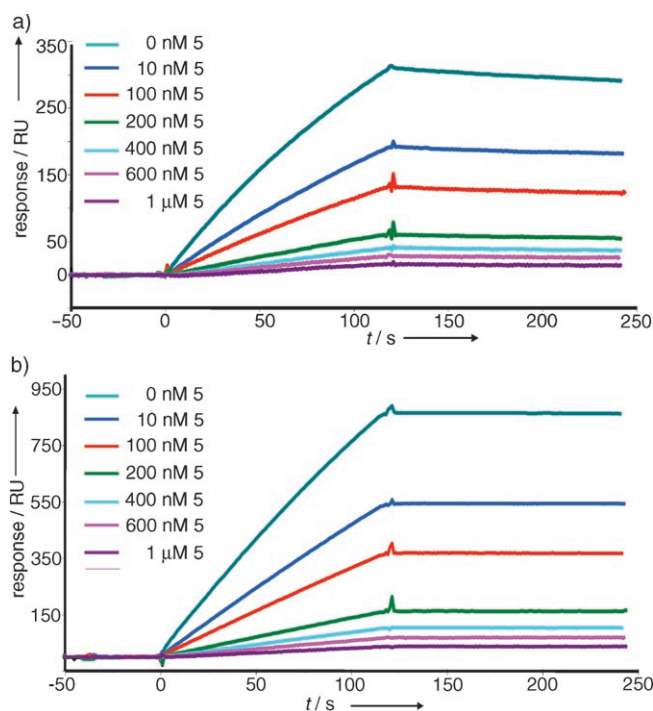 a)
350
250
150
50
0
response / RU
0 nM 5
10 nM 5
100 nM 5
200 nM 5
400 nM 5
600 nM 5
1 µM 5
−50 0 50 100 150 200 250
t / s
b)
950
750
550
350
150
response / RU
0 nM 5
10 nM 5
100 nM 5
200 nM 5
400 nM 5
600 nM 5
1 µM 5
-50 0 50 100 150 200 250
t / s